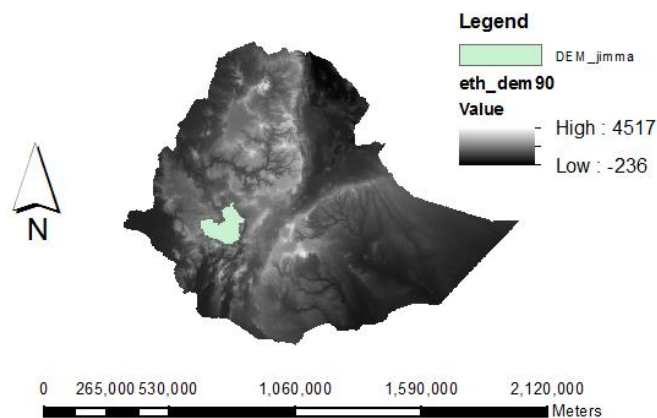 Legend
DEM_jimma
eth_dem90
Value
High : 4517
Low : -236
N
0 265,000 530,000 1,060,000 1,590,000 2,120,000
Meters